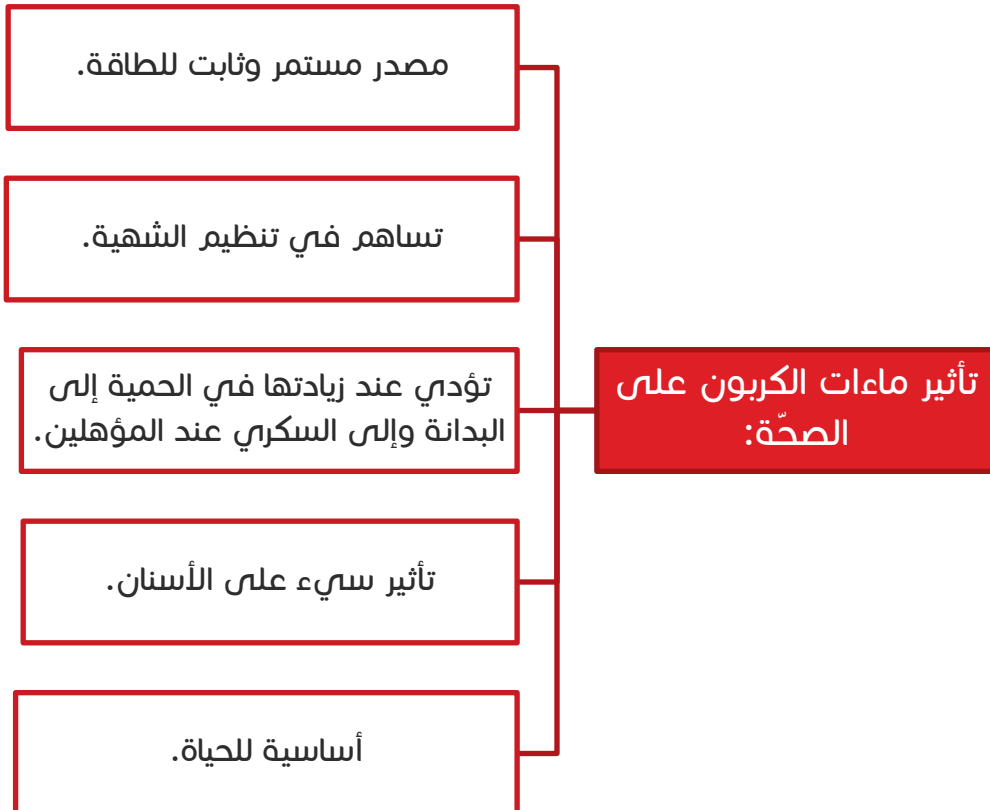 تأثير ماءات الكربون على
الصحّة:
مصدر مستمر وثابت للطاقة.
تساهم في تنظيم الشهية.
تؤدي عند زيادتها في الحمية إلى
البدانة وإلى السكري عند المؤهلين.
تأثير سيء على الأسنان.
أساسية للحياة.